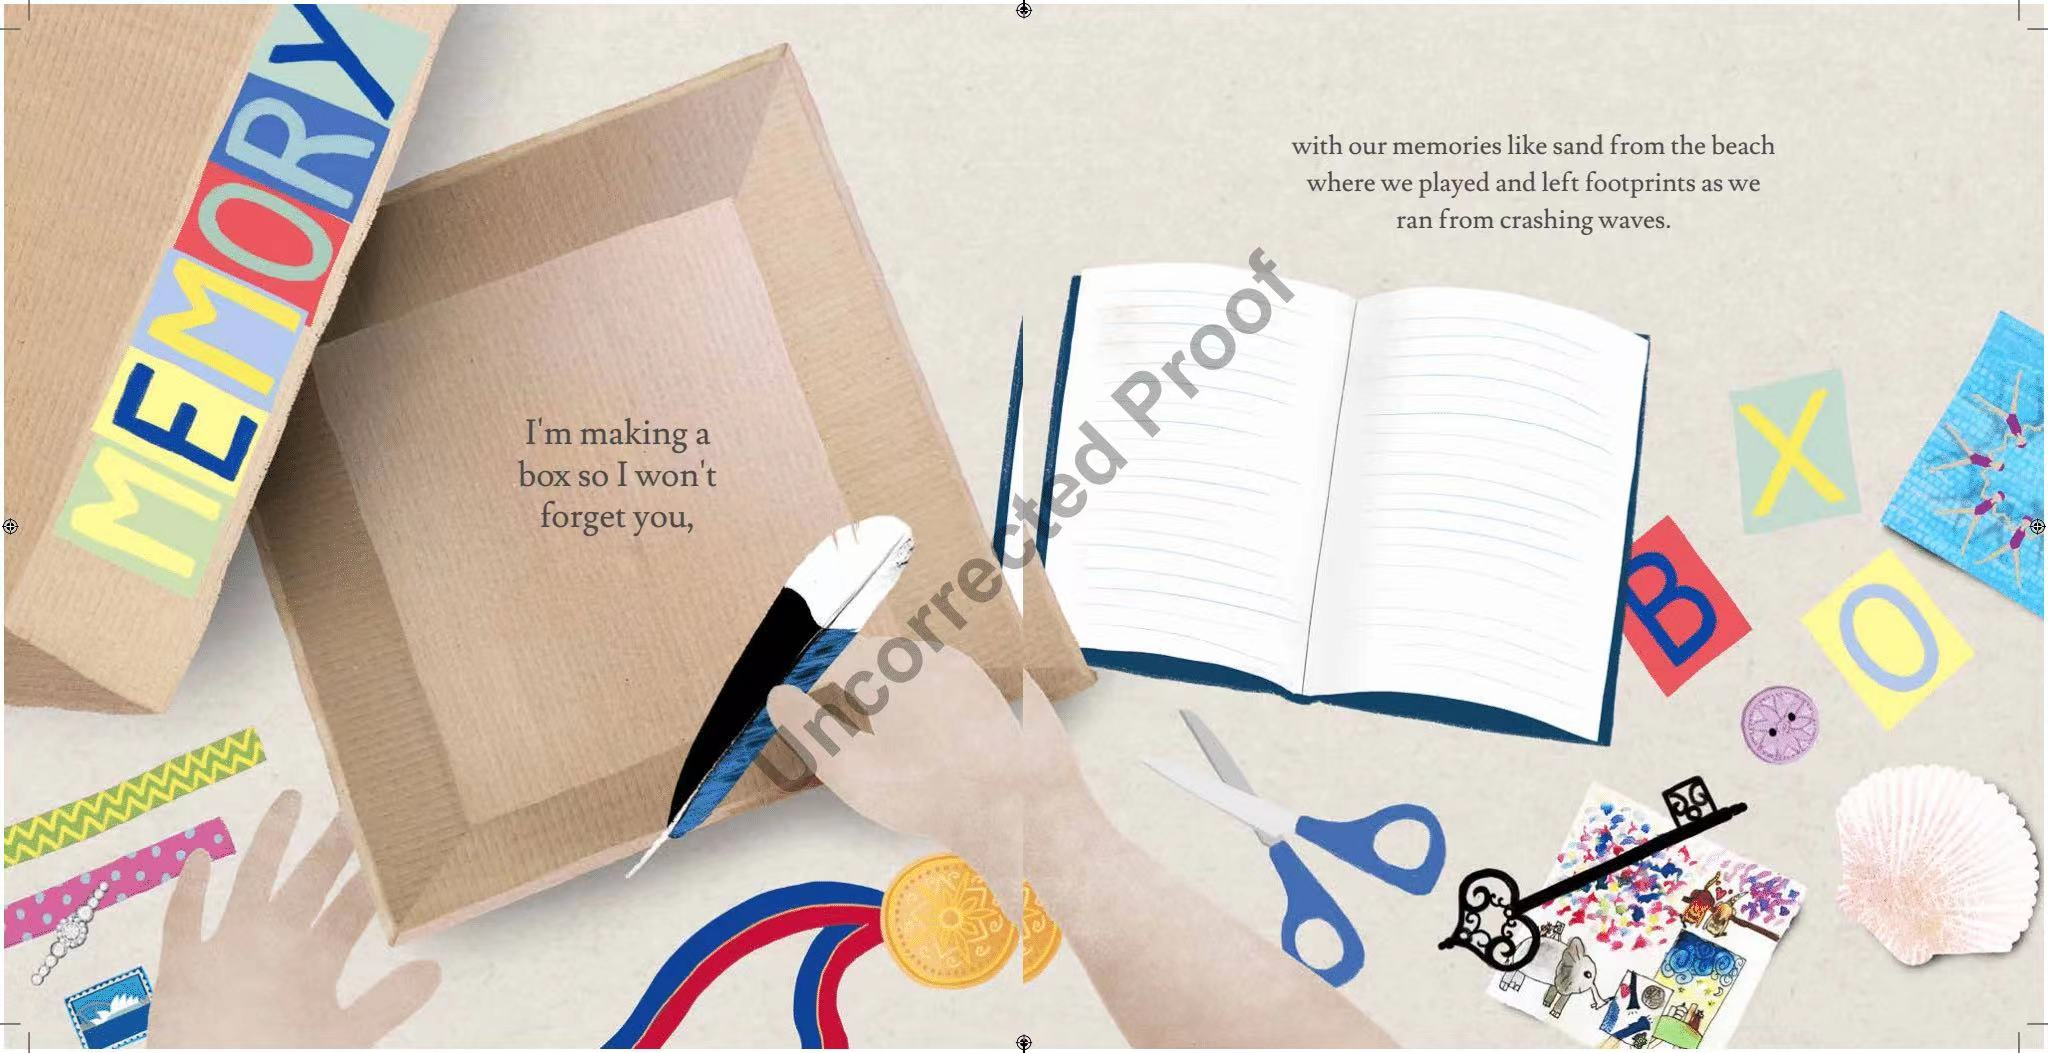 MEMORY
I'm making a
box so I won't
forget you,
with our memories like sand from the beach
where we played and left footprints as we
ran from crashing waves.
X
B
O
Uncorrected Proof